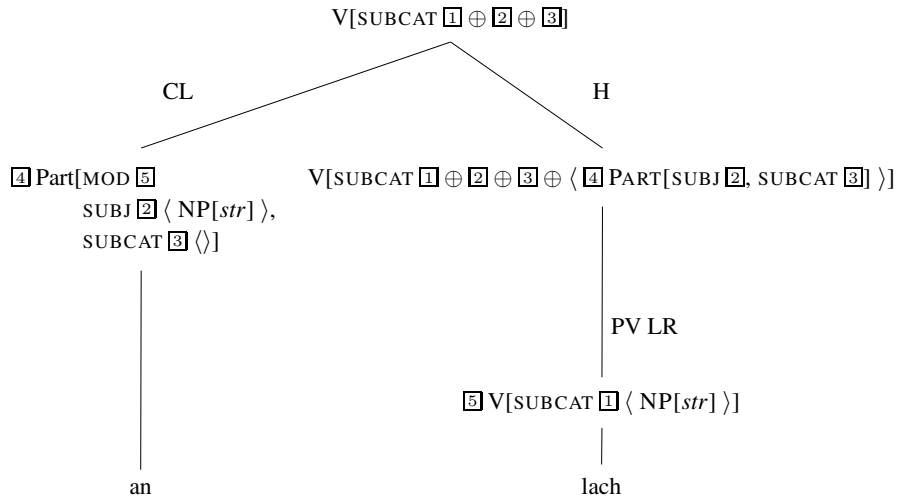 V[SUBCAT 1 ⊕ 2 ⊕ 3]
CL H
4 Part[MOD 5 V[SUBCAT 1 ⊕ 2 ⊕ 3 ⊕ ⟨ 4 PART[SUBJ 2, SUBCAT 3] ⟩]
SUBJ 2 ⟨ NP[str] ⟩,
SUBCAT 3 ⟨⟩]
PV LR
5 V[SUBCAT 1 ⟨ NP[str] ⟩]
an lach